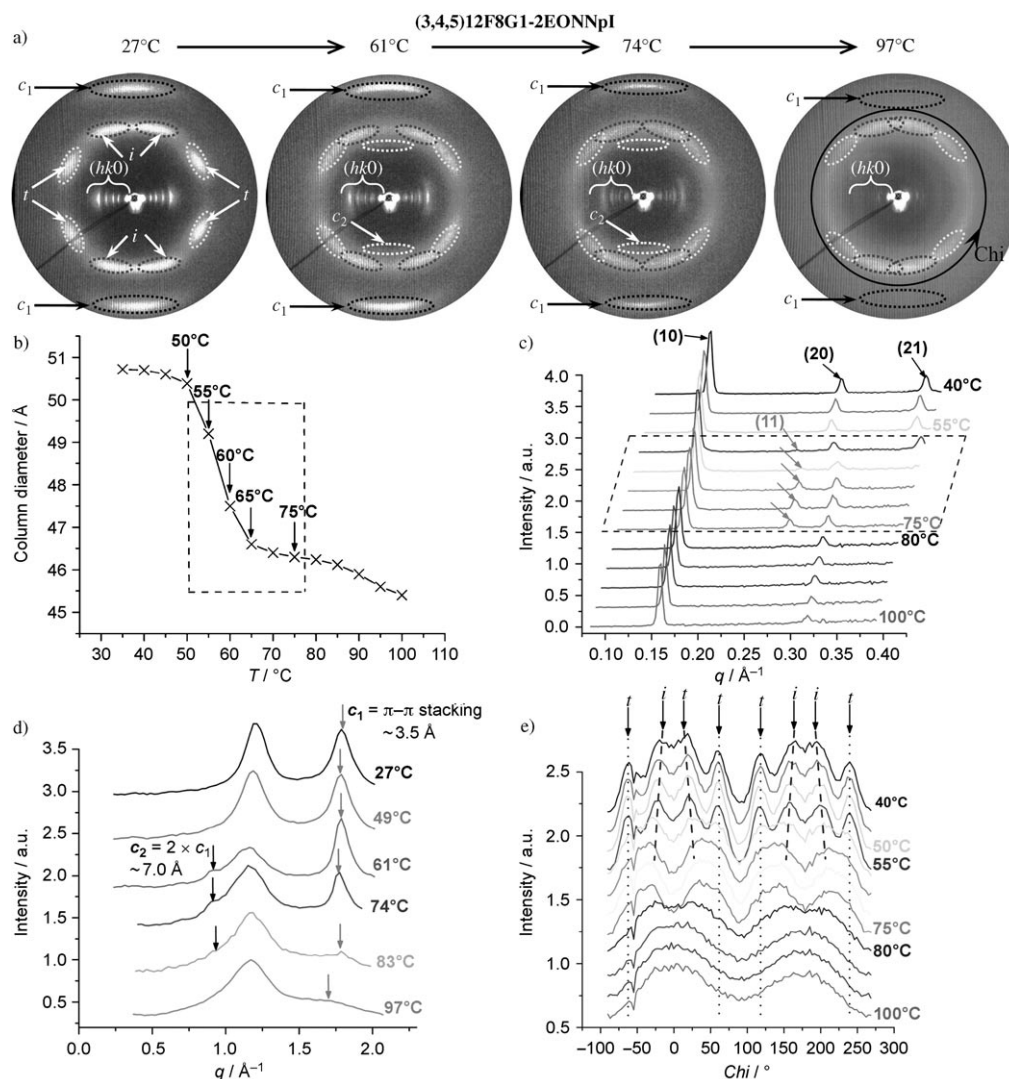 (3,4,5)12F8G1-2EONNpI
a)
27°C
61°C
74°C
97°C
c₁
c₁
c₁
c₁
i
(hk0)
t
t
i
(hk0)
c₂
(hk0)
c₂
(hk0)
Chi
c₁
c₁
c₁
c₁
b)
50°C
55°C
60°C
65°C
75°C
Column diameter / Å
51
50
49
48
47
46
45
30 40 50 60 70 80 90 100 110
T / °C
c)
(10)
(20)
(21)
40°C
55°C
(11)
75°C
80°C
100°C
Intensity / a.u.
4.0
3.5
3.0
2.5
2.0
1.5
1.0
0.5
0.0
0.10 0.15 0.20 0.25 0.30 0.35 0.40
q / Å⁻¹
d)
c₁ = π–π stacking
~3.5 Å
27°C
49°C
c₂ = 2 × c₁
~7.0 Å
61°C
74°C
83°C
97°C
Intensity / a.u.
3.5
3.0
2.5
2.0
1.5
1.0
0.5
0.0 0.5 1.0 1.5 2.0
q / Å⁻¹
e)
t i t t t i i t
40°C
50°C
55°C
75°C
80°C
100°C
Intensity / a.u.
2.5
2.0
1.5
1.0
0.5
−100 −50 0 50 100 150 200 250 300
Chi / °